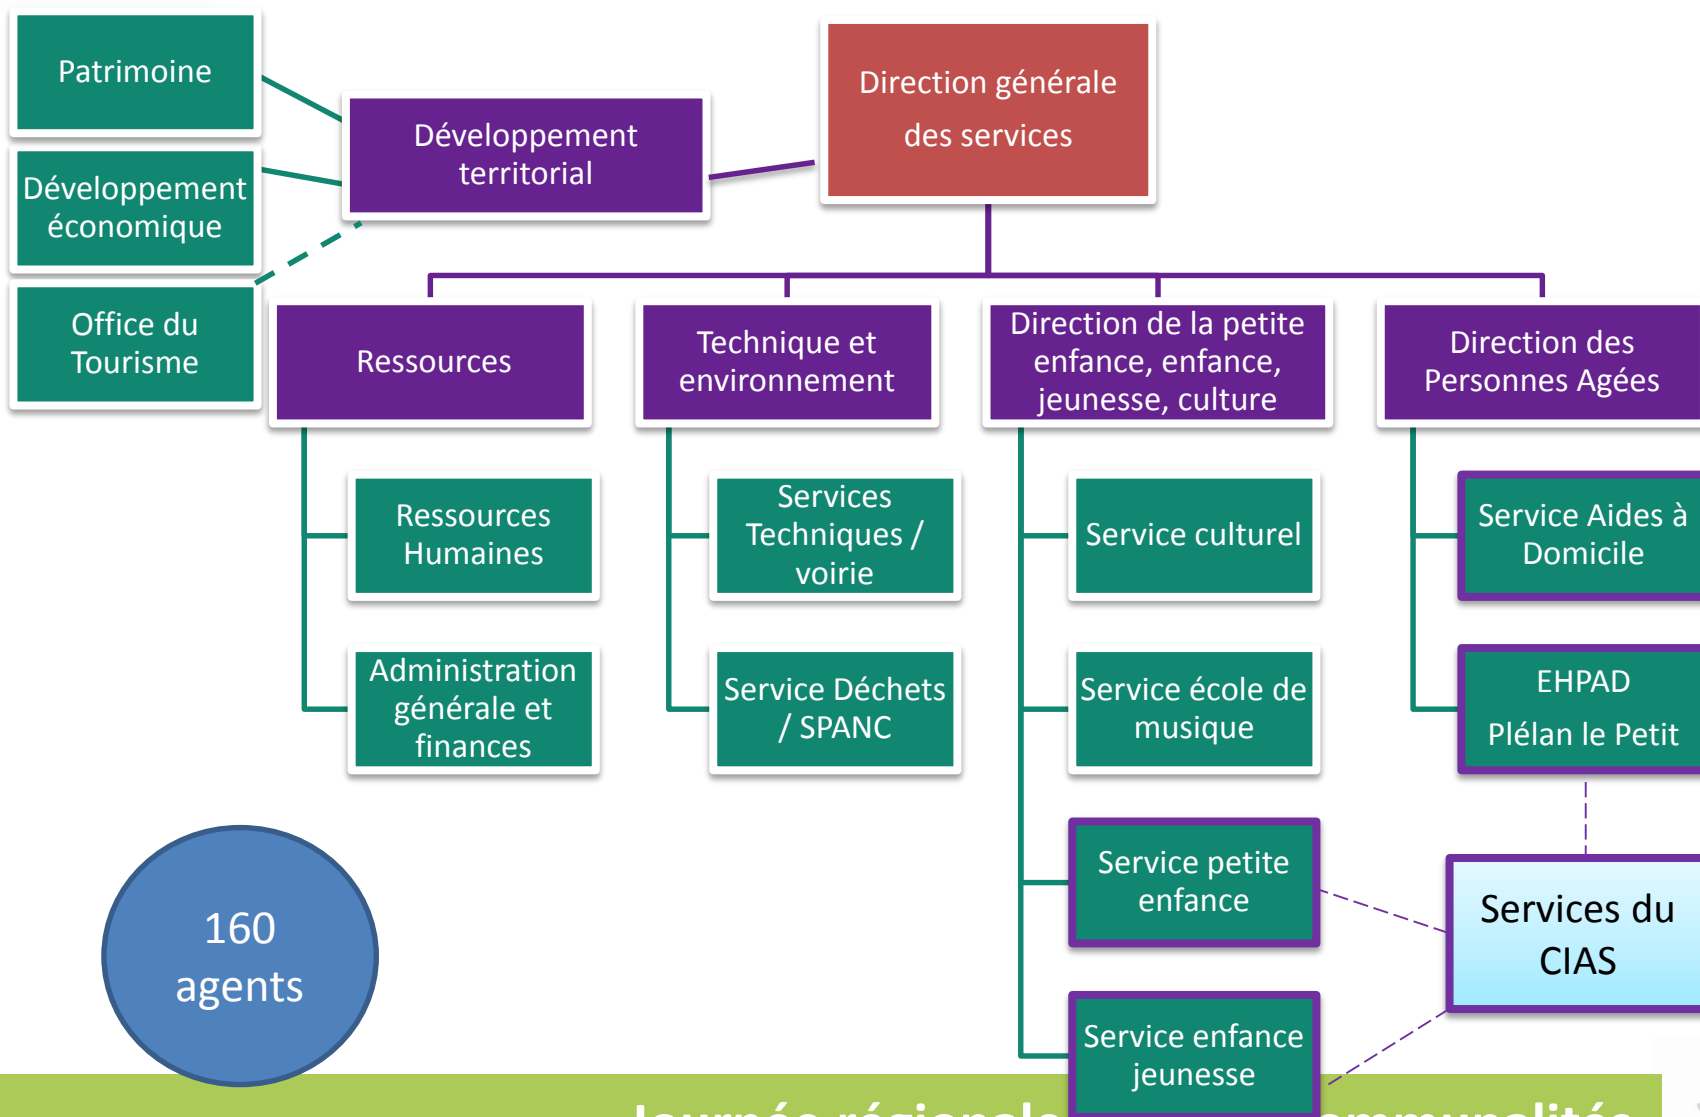 Patrimoine
Développement
économique
Office du
Tourisme
Développement
territorial
Direction générale
des services
Ressources
Technique et
environnement
Direction de la petite
enfance, enfance,
jeunesse, culture
Direction des
Personnes Agées
Ressources
Humaines
Services
Techniques /
voirie
Service culturel
Service Aides à
Domicile
Administration
générale et
finances
Service Déchets
/ SPANC
Service école de
musique
EHPAD
Plélan le Petit
Service petite
enfance
Services du
CIAS
160
agents
Service enfance
jeunesse
Journée régionale